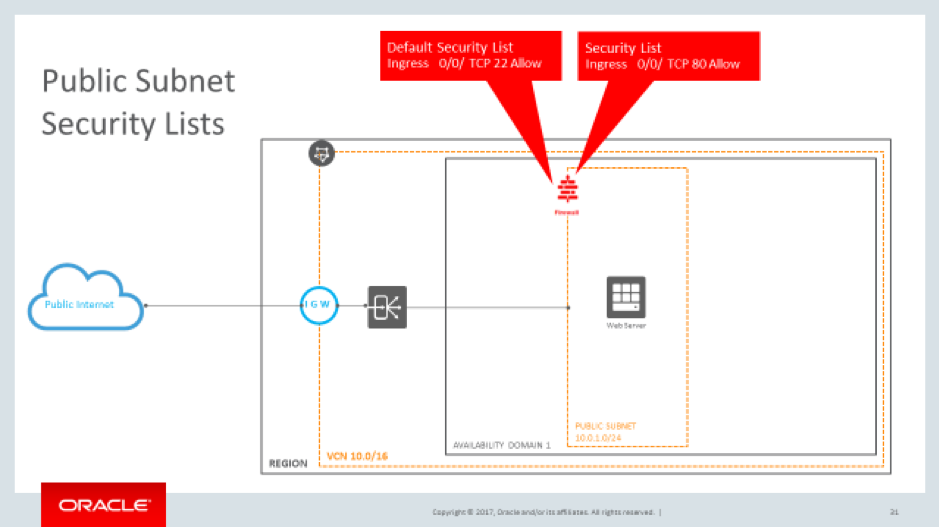 Public Subnet
Security Lists
Default Security List
Ingress 0/0/ TCP 22 Allow
Security List
Ingress 0/0/ TCP 80 Allow
Firewall
Public Internet
I G W
Web Server
PUBLIC SUBNET
10.0.1.0/24
AVAILABILITY DOMAIN 1
VCN 10.0/16
REGION
ORACLE®
Copyright © 2017, Oracle and/or its affiliates. All rights reserved. |
31